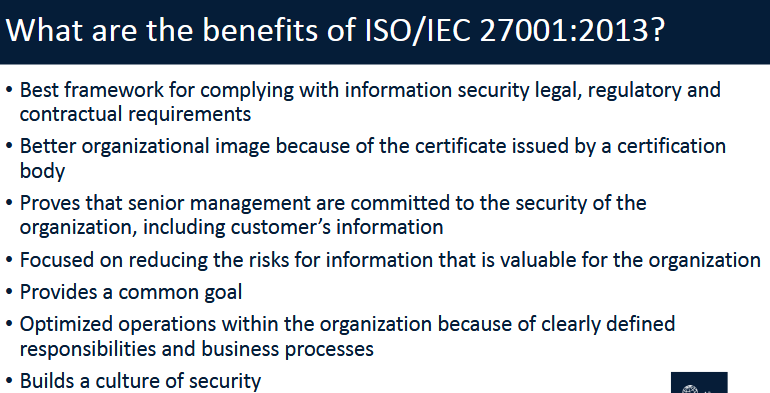 What are the benefits of ISO/IEC 27001:2013?
• Best framework for complying with information security legal, regulatory and
contractual requirements
• Better organizational image because of the certificate issued by a certification
body
• Proves that senior management are committed to the security of the
organization, including customer’s information
• Focused on reducing the risks for information that is valuable for the organization
• Provides a common goal
• Optimized operations within the organization because of clearly defined
responsibilities and business processes
• Builds a culture of security